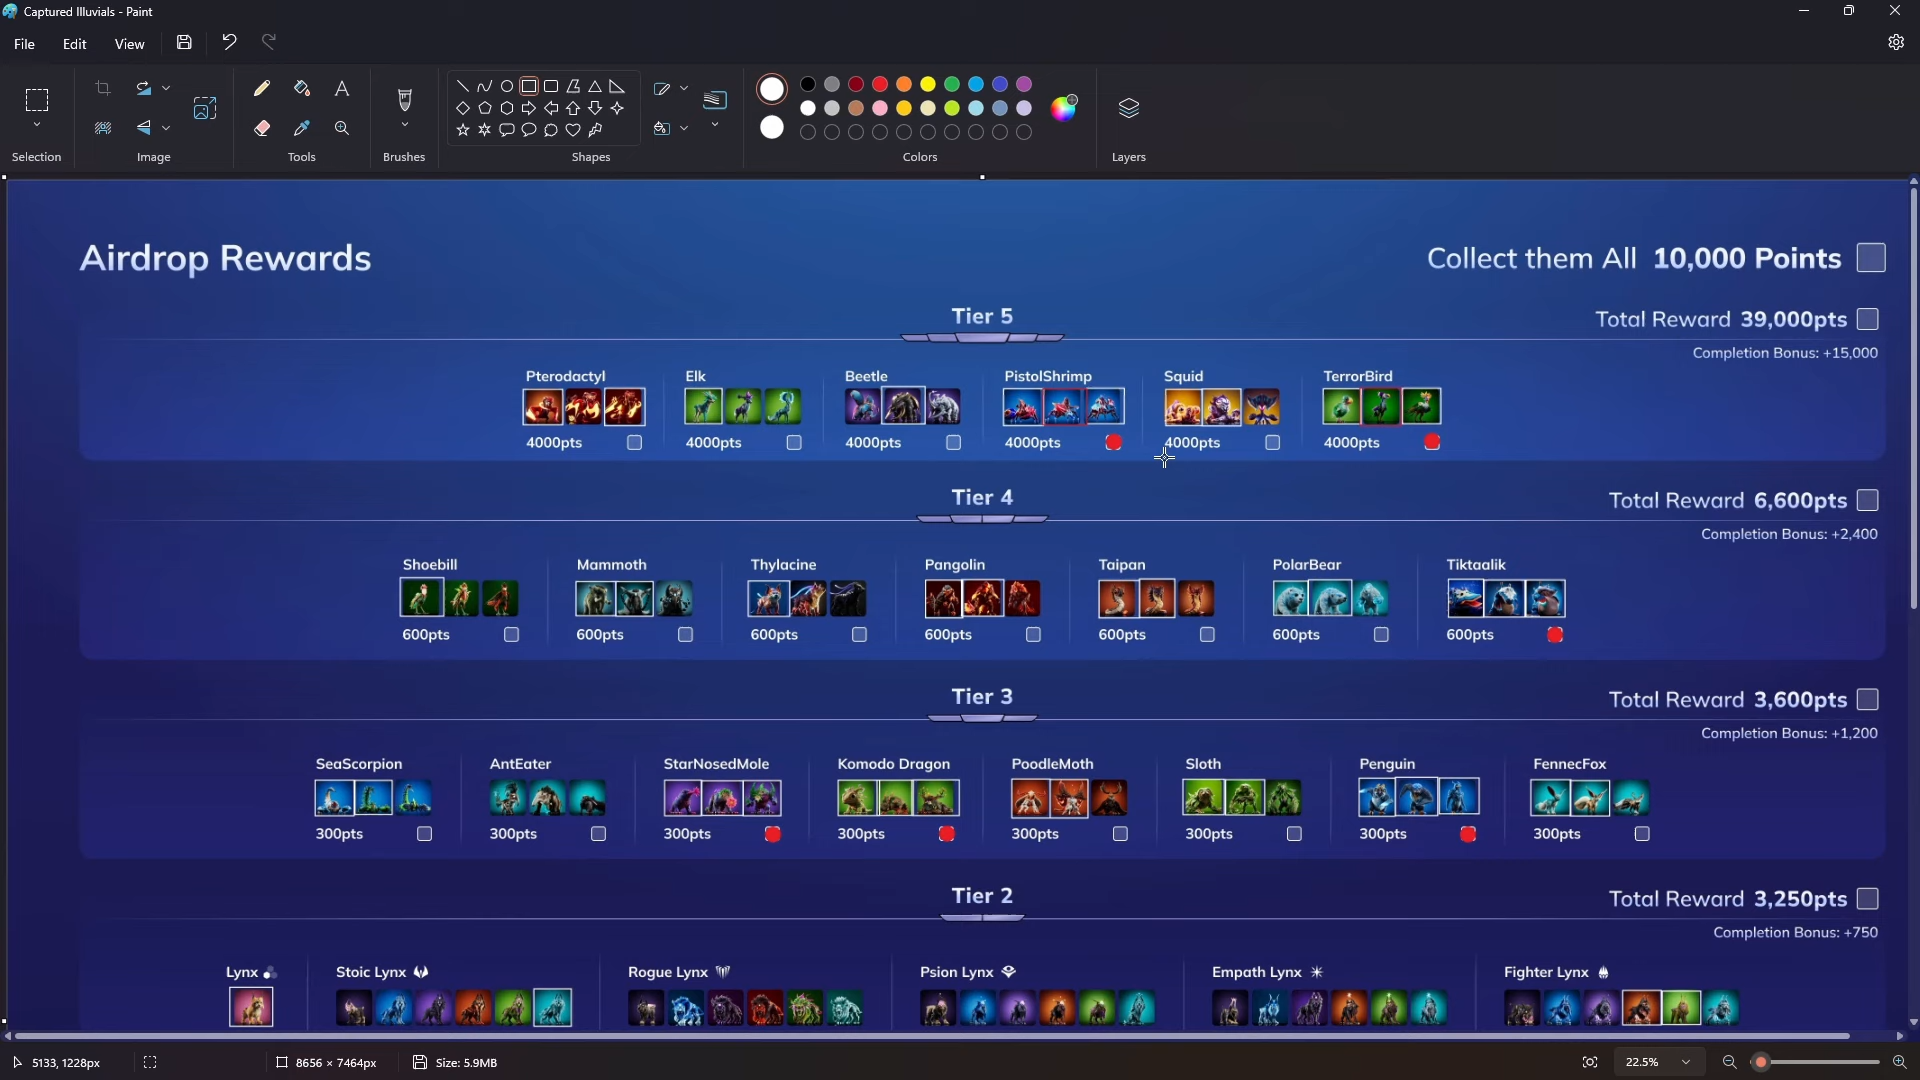 Captured Illuvials - Paint
File Edit View
Selection Image Tools Brushes Shapes Colors Layers
Airdrop Rewards
Collect them All 10,000 Points
Tier 5
Total Reward 39,000pts
Completion Bonus: +15,000
Pterodactyl Elk Beetle PistolShrimp Squid TerrorBird
4000pts 4000pts 4000pts 4000pts 4000pts 4000pts
Tier 4
Total Reward 6,600pts
Completion Bonus: +2,400
Shoebill Mammoth Thylacine Pangolin Taipan PolarBear Tiktaalik
600pts 600pts 600pts 600pts 600pts 600pts 600pts
Tier 3
Total Reward 3,600pts
Completion Bonus: +1,200
SeaScorpion AntEater StarNosedMole Komodo Dragon PoodleMoth Sloth Penguin FennecFox
300pts 300pts 300pts 300pts 300pts 300pts 300pts 300pts
Tier 2
Total Reward 3,250pts
Completion Bonus: +750
Lynx Stoic Lynx Rogue Lynx Psion Lynx Empath Lynx Fighter Lynx
5133, 1228px 8656 × 7464px Size: 5.9MB 22.5%